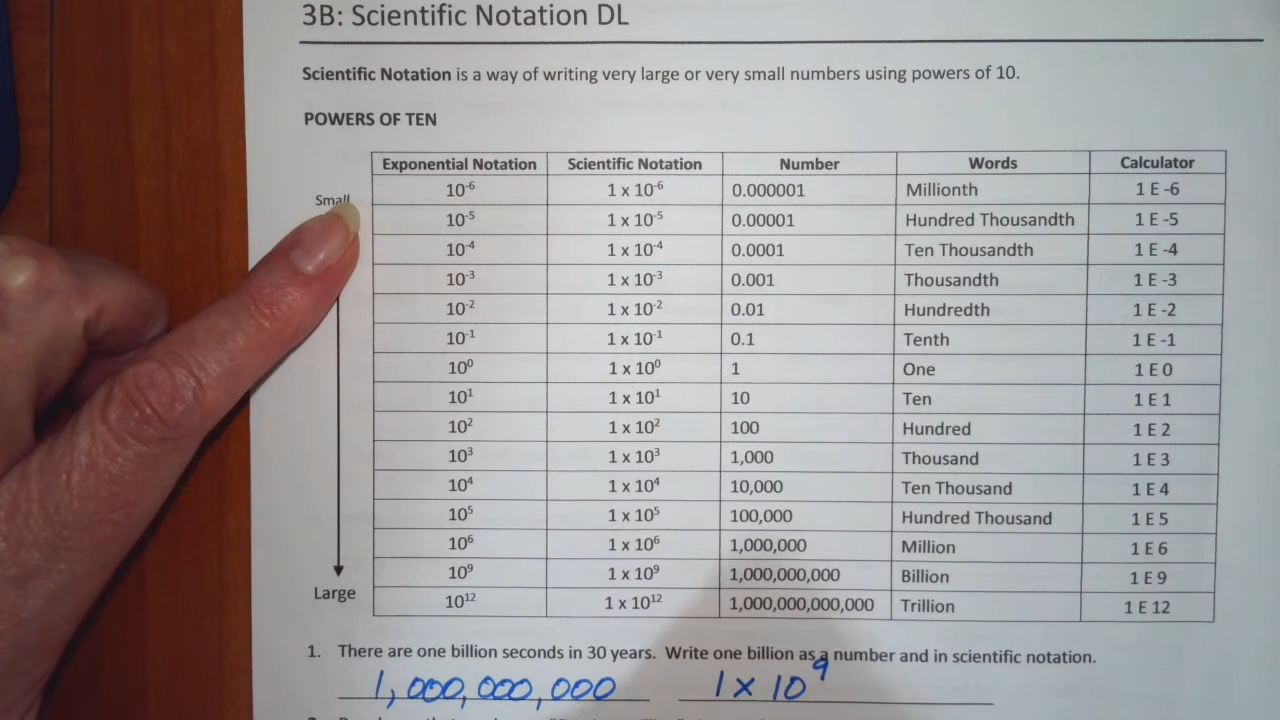 3B: Scientific Notation DL
Scientific Notation is a way of writing very large or very small numbers using powers of 10.
POWERS OF TEN
Exponential Notation Scientific Notation Number Words Calculator
Small
10⁻⁶ 1 x 10⁻⁶ 0.000001 Millionth 1 E -6
10⁻⁵ 1 x 10⁻⁵ 0.00001 Hundred Thousandth 1 E -5
10⁻⁴ 1 x 10⁻⁴ 0.0001 Ten Thousandth 1 E -4
10⁻³ 1 x 10⁻³ 0.001 Thousandth 1 E -3
10⁻² 1 x 10⁻² 0.01 Hundredth 1 E -2
10⁻¹ 1 x 10⁻¹ 0.1 Tenth 1 E -1
10⁰ 1 x 10⁰ 1 One 1 E 0
10¹ 1 x 10¹ 10 Ten 1 E 1
10² 1 x 10² 100 Hundred 1 E 2
10³ 1 x 10³ 1,000 Thousand 1 E 3
10⁴ 1 x 10⁴ 10,000 Ten Thousand 1 E 4
10⁵ 1 x 10⁵ 100,000 Hundred Thousand 1 E 5
10⁶ 1 x 10⁶ 1,000,000 Million 1 E 6
10⁹ 1 x 10⁹ 1,000,000,000 Billion 1 E 9
Large
10¹² 1 x 10¹² 1,000,000,000,000 Trillion 1 E 12
1. There are one billion seconds in 30 years. Write one billion as a number and in scientific notation.
1,000,000,000 1 x 10⁹